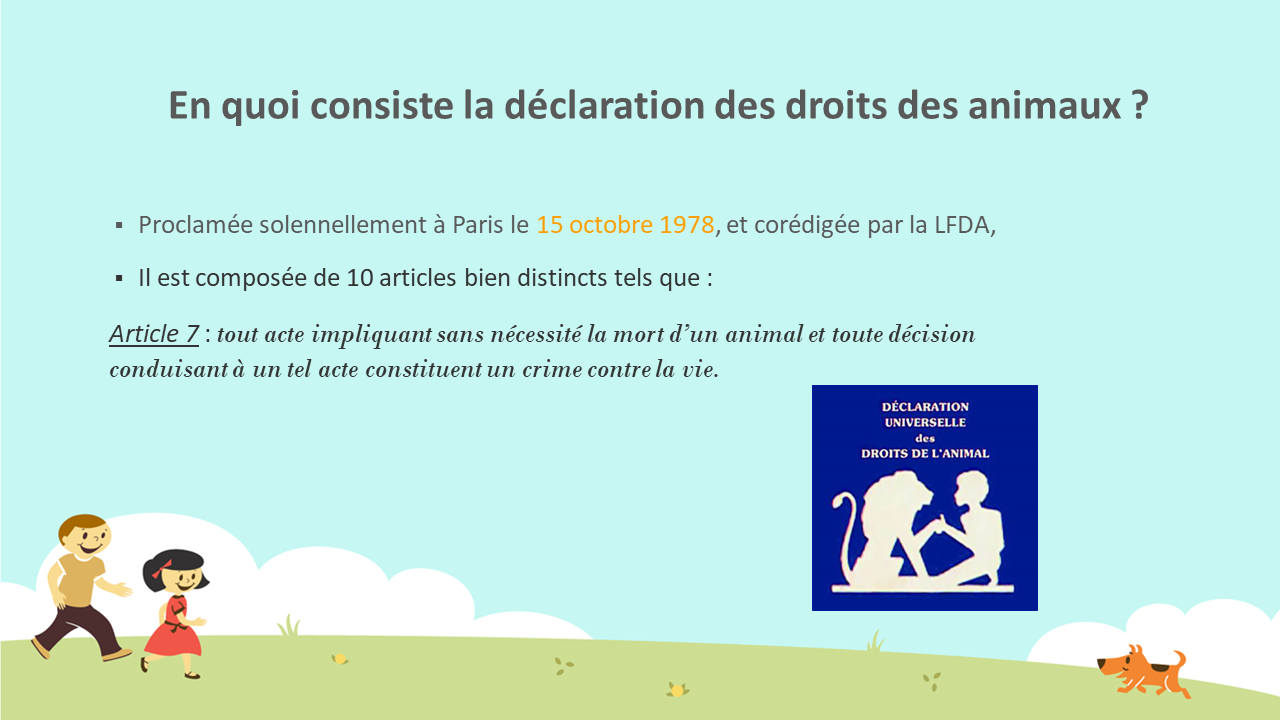 En quoi consiste la déclaration des droits des animaux ?
▪ Proclamée solennellement à Paris le 15 octobre 1978, et corédigée par la LFDA,
▪ Il est composée de 10 articles bien distincts tels que :
Article 7 : tout acte impliquant sans nécessité la mort d’un animal et toute décision
conduisant à un tel acte constituent un crime contre la vie.
DÉCLARATION
UNIVERSELLE
des
DROITS DE L'ANIMAL